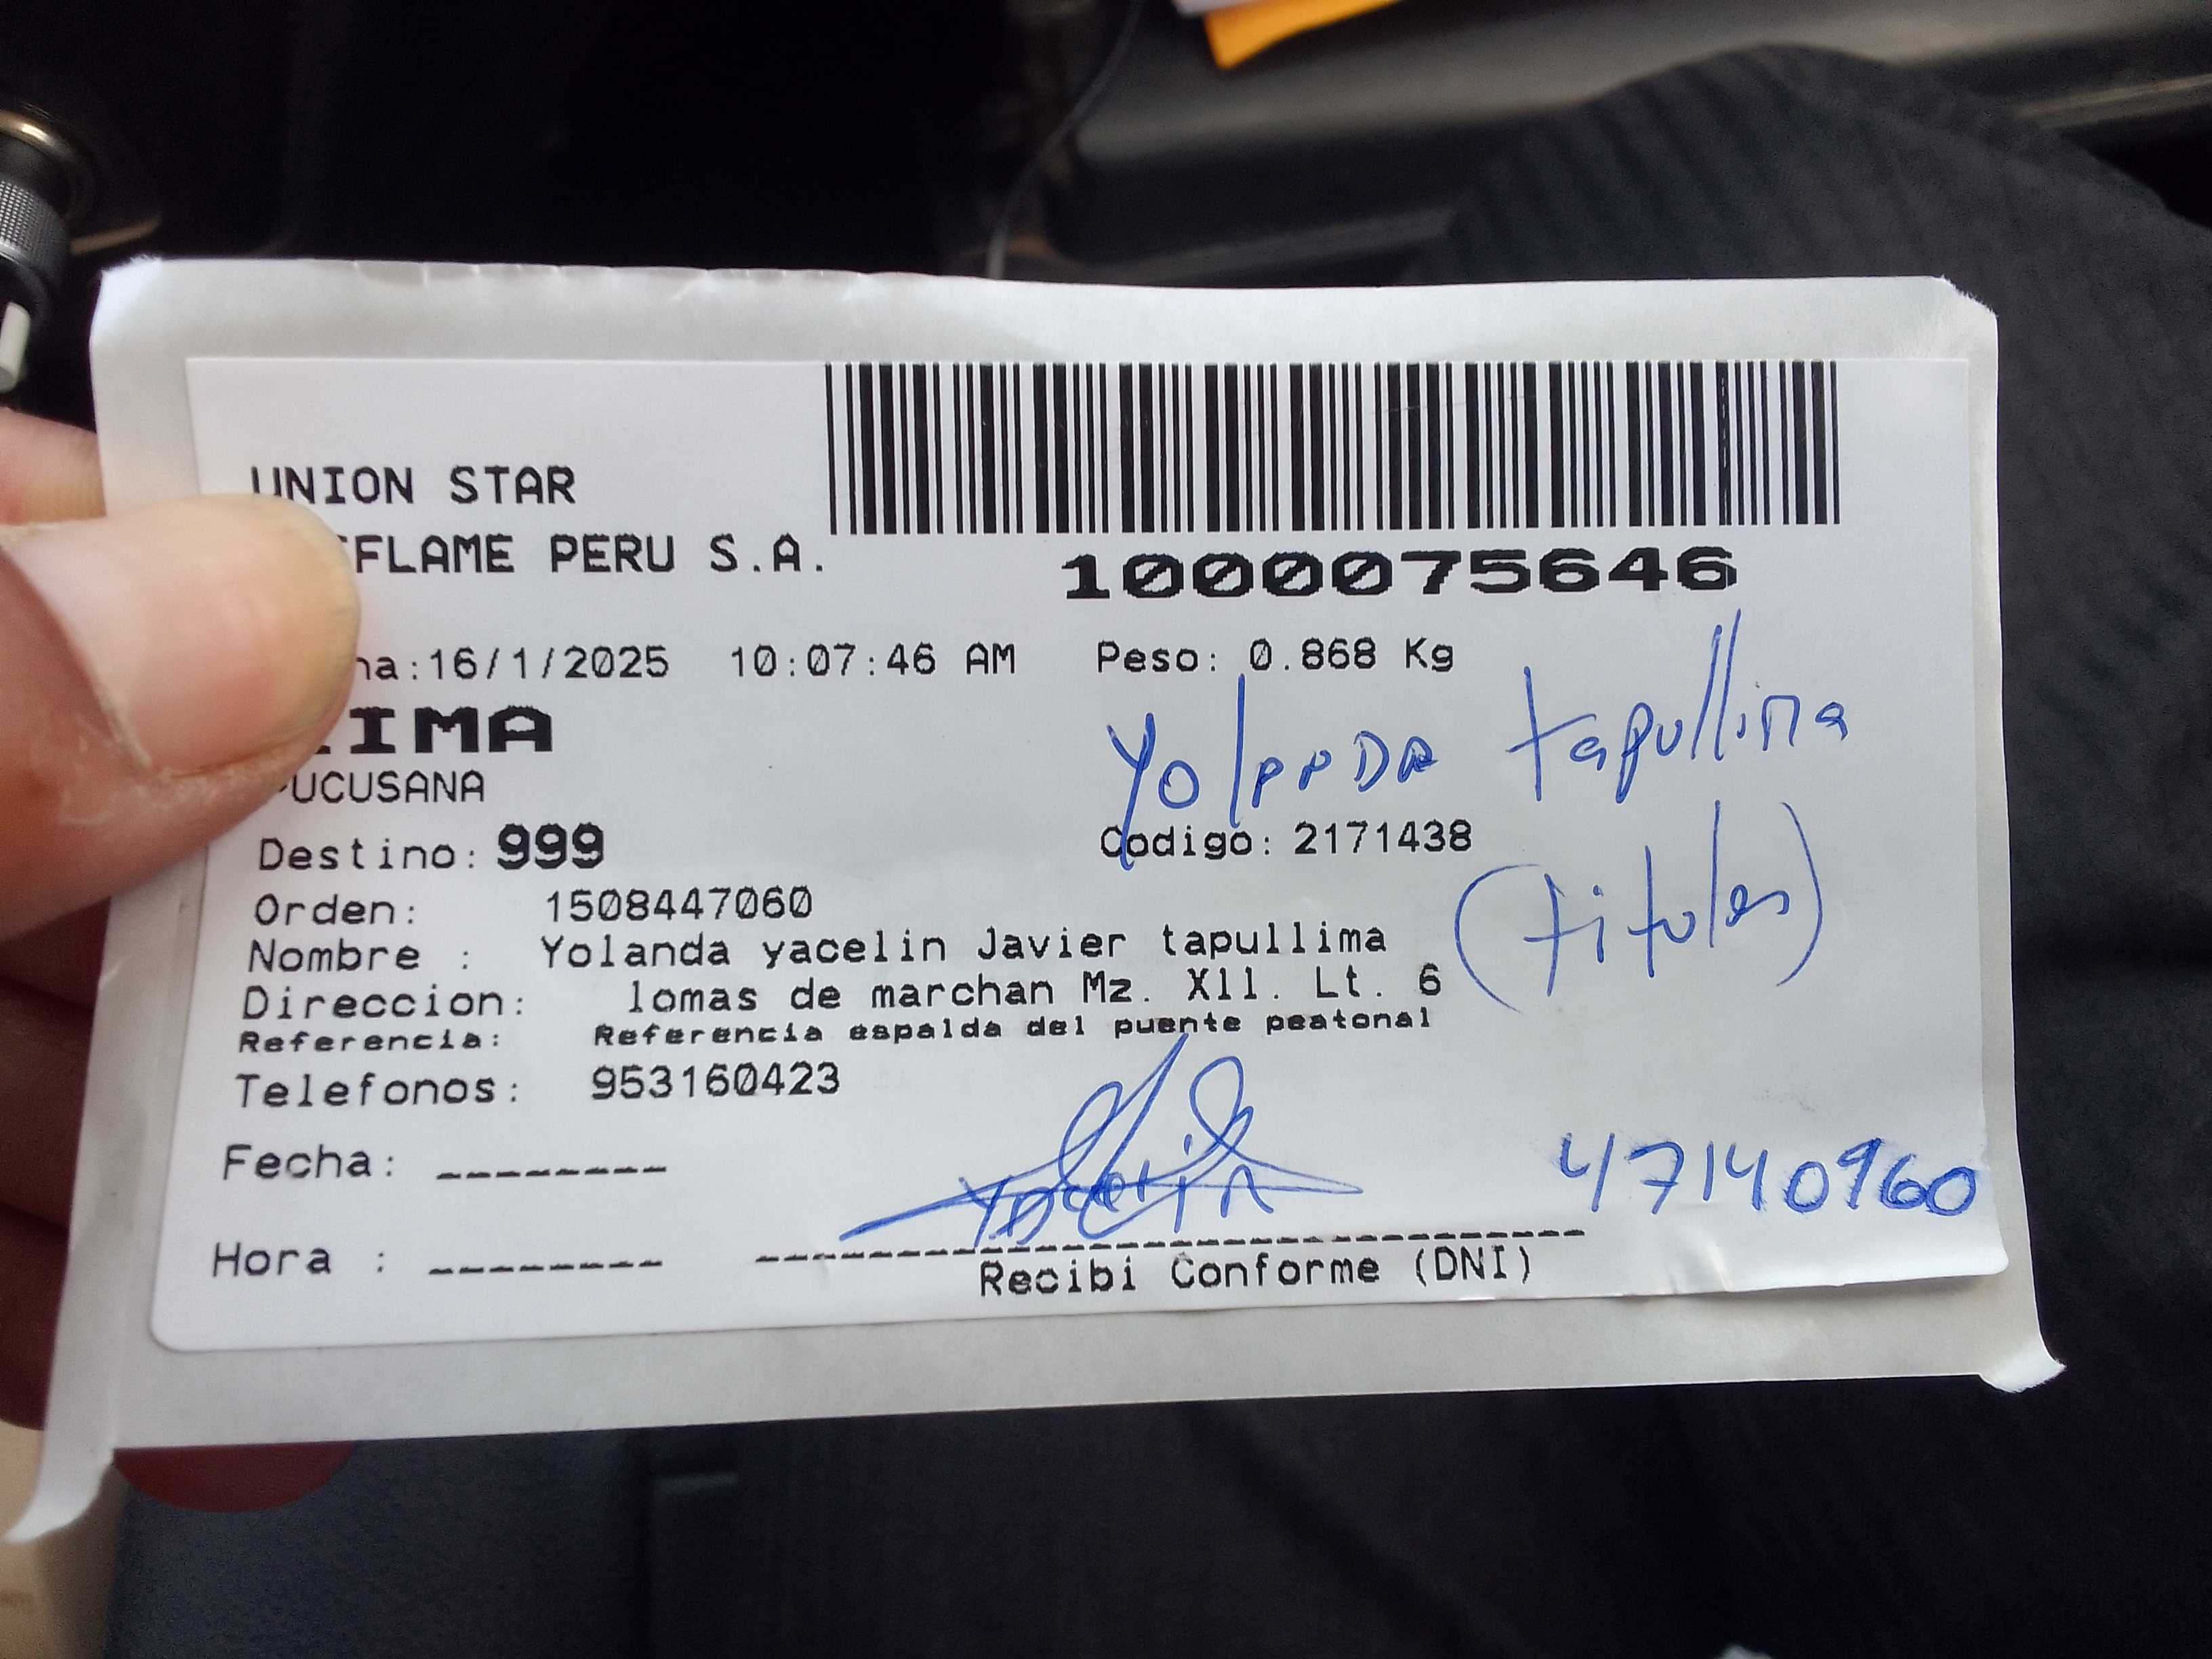 UNION STAR
FLAME PERU S.A.
1000075646
ha:16/1/2025 10:07:46 AM Peso: 0.868 Kg
IMA
UCUSANA
Yolanda tapullima
Destino: 999 Codigo: 2171438
(titular)
Orden: 1508447060
Nombre : Yolanda yacelin Javier tapullima
Direccion: lomas de marchan Mz. X11. Lt. 6
Referencia: Referencia espalda del puente peatonal
Telefonos: 953160423
Fecha: --------
47140960
Hora : --------
Recibi Conforme (DNI)